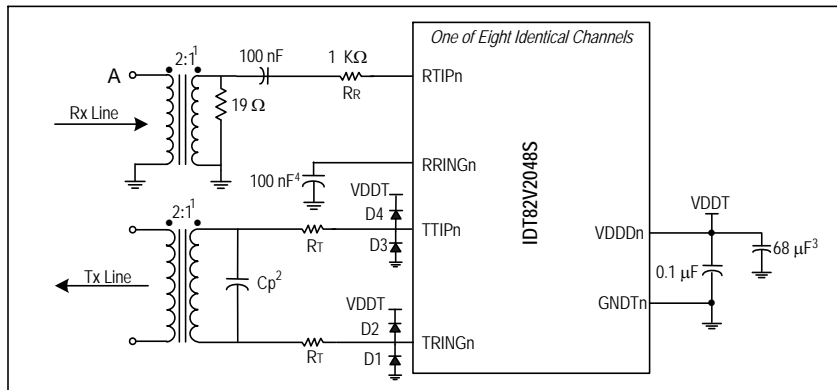 One of Eight Identical Channels
2:1¹
100 nF
1 KΩ
A
RTIPn
RR
19 Ω
Rx Line
RRINGn
100 nF⁴
VDDT
D4
2:1¹
RT
TTIPn
D3
IDT82V2048S
VDDT
VDDDn
68 µF³
0.1 µF
Cp²
Tx Line
GNDTn
VDDT
D2
RT
TRINGn
D1